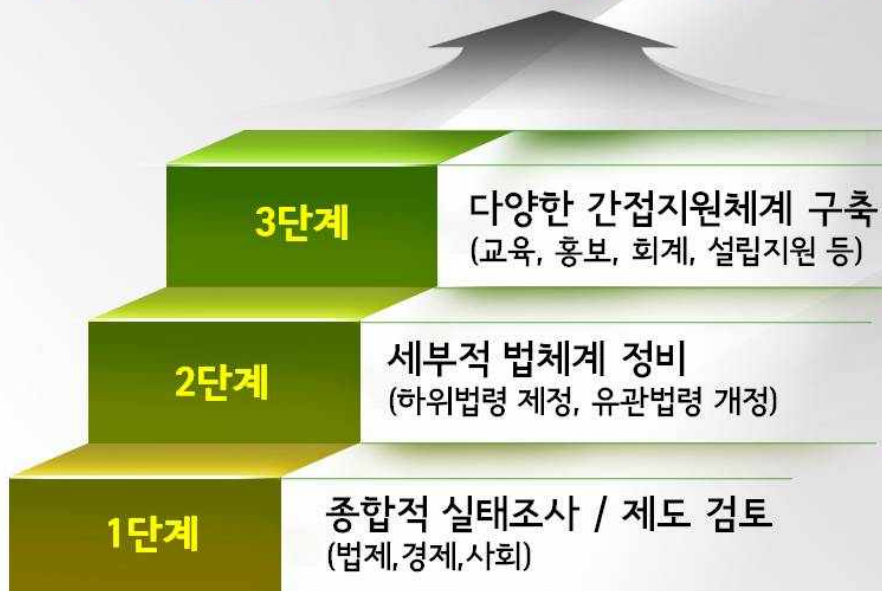 3단계
다양한 간접지원체계 구축
(교육, 홍보, 회계, 설립지원 등)
2단계
세부적 법체계 정비
(하위법령 제정, 유관법령 개정)
1단계
종합적 실태조사 / 제도 검토
(법제,경제,사회)